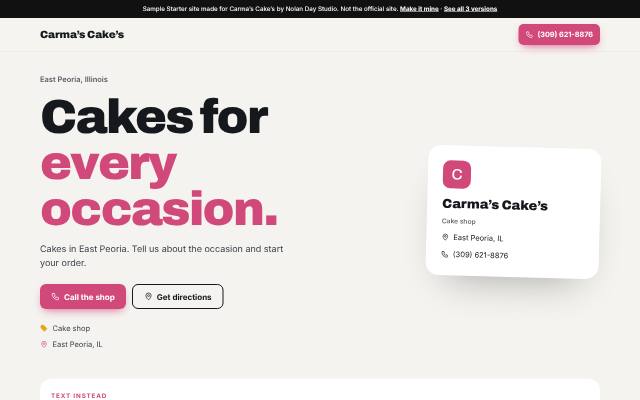 Sample Starter site made for Carma's Cake's by Nolan Day Studio. Not the official site. Make it mine · See all 3 versions
Carma's Cake's
(309) 621-8876
East Peoria, Illinois
Cakes for
every
occasion.
Cakes in East Peoria. Tell us about the occasion and start
your order.
Call the shop
Get directions
Cake shop
East Peoria, IL
C
Carma's Cake's
Cake shop
East Peoria, IL
(309) 621-8876
TEXT INSTEAD